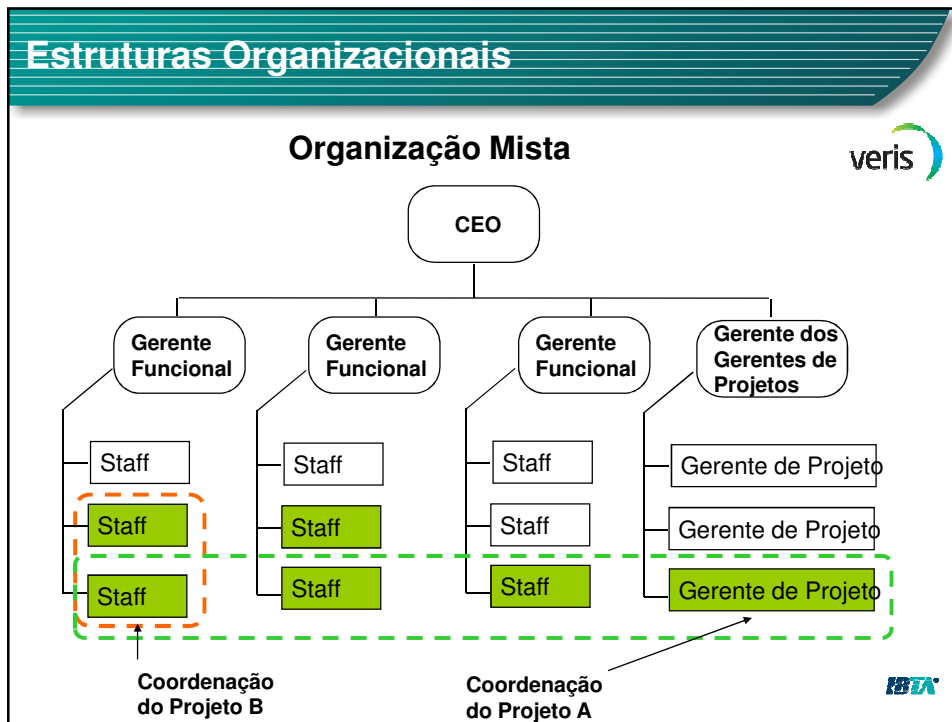 Estruturas Organizacionais
Organização Mista
veris
CEO
Gerente
Funcional
Gerente
Funcional
Gerente
Funcional
Gerente dos
Gerentes de
Projetos
Staff
Staff
Staff
Gerente de Projeto
Staff
Staff
Staff
Gerente de Projeto
Staff
Staff
Staff
Gerente de Projeto
Coordenação
do Projeto B
Coordenação
do Projeto A
IBTA